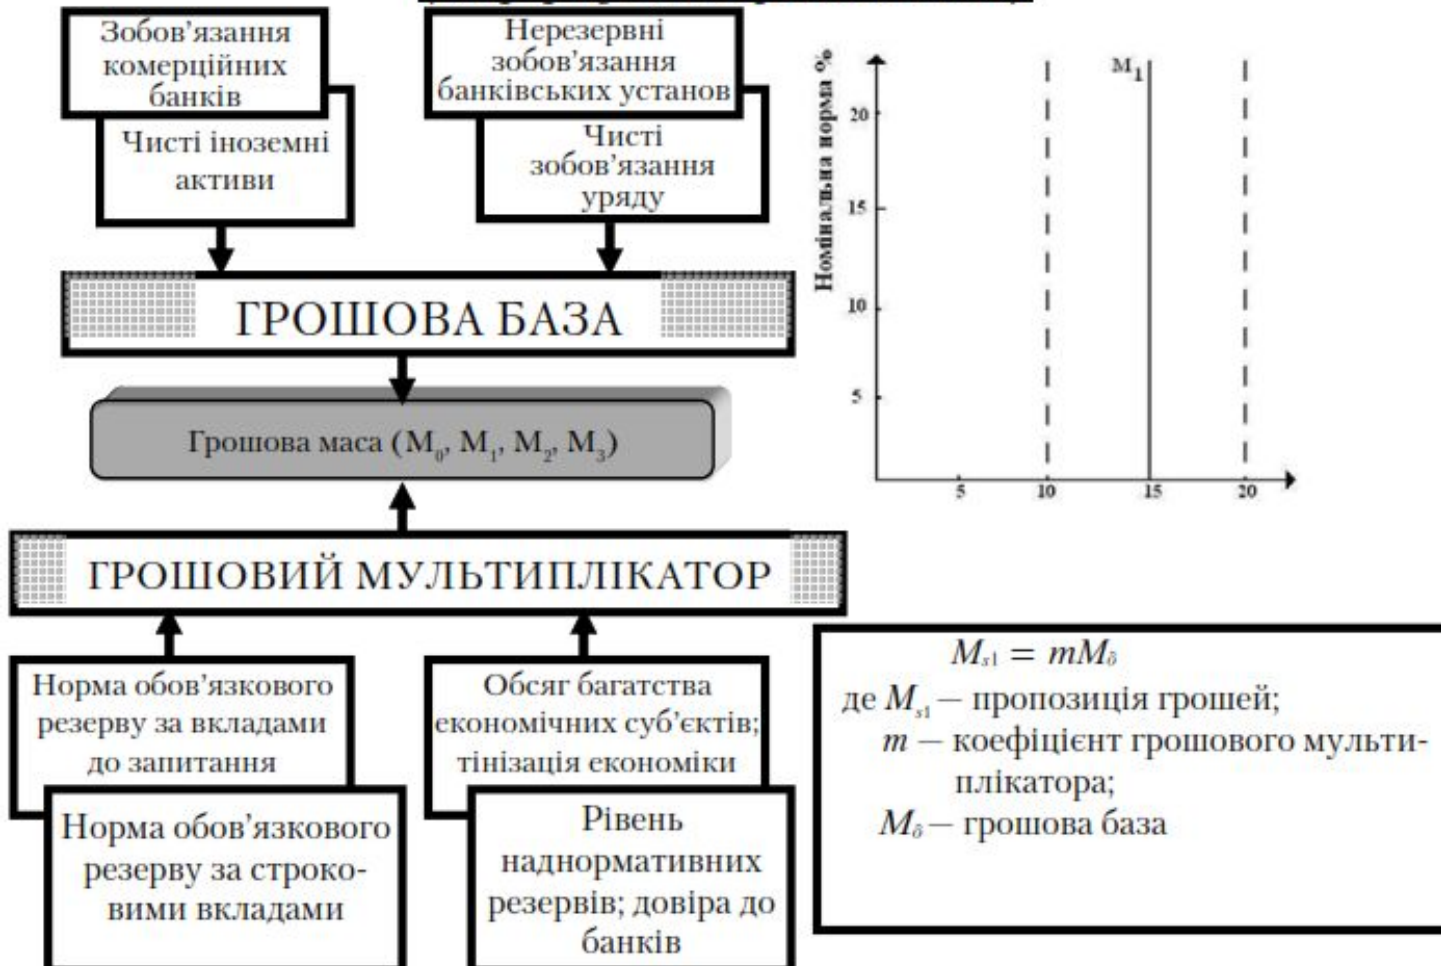 Зобов’язання
комерційних
банків
Чисті іноземні
активи
Нерезервні
зобов’язання
банківських установ
Чисті
зобов’язання
уряду
ГРОШОВА БАЗА
Грошова маса (M₀, M₁, M₂, M₃)
ГРОШОВИЙ МУЛЬТИПЛІКАТОР
Норма обов’язкового
резерву за вкладами
до запитання
Норма обов’язкового
резерву за строко-
вими вкладами
Обсяг багатства
економічних суб’єктів;
тінізація економіки
Рівень
наднормативних
резервів; довіра до
банків
Номінальна норма %
M₁
20
15
10
5
5
10
15
20
Mₛ₁ = mMδ
де Mₛ₁ – пропозиція грошей;
m – коефіцієнт грошового мульти-
плікатора;
Mδ – грошова база